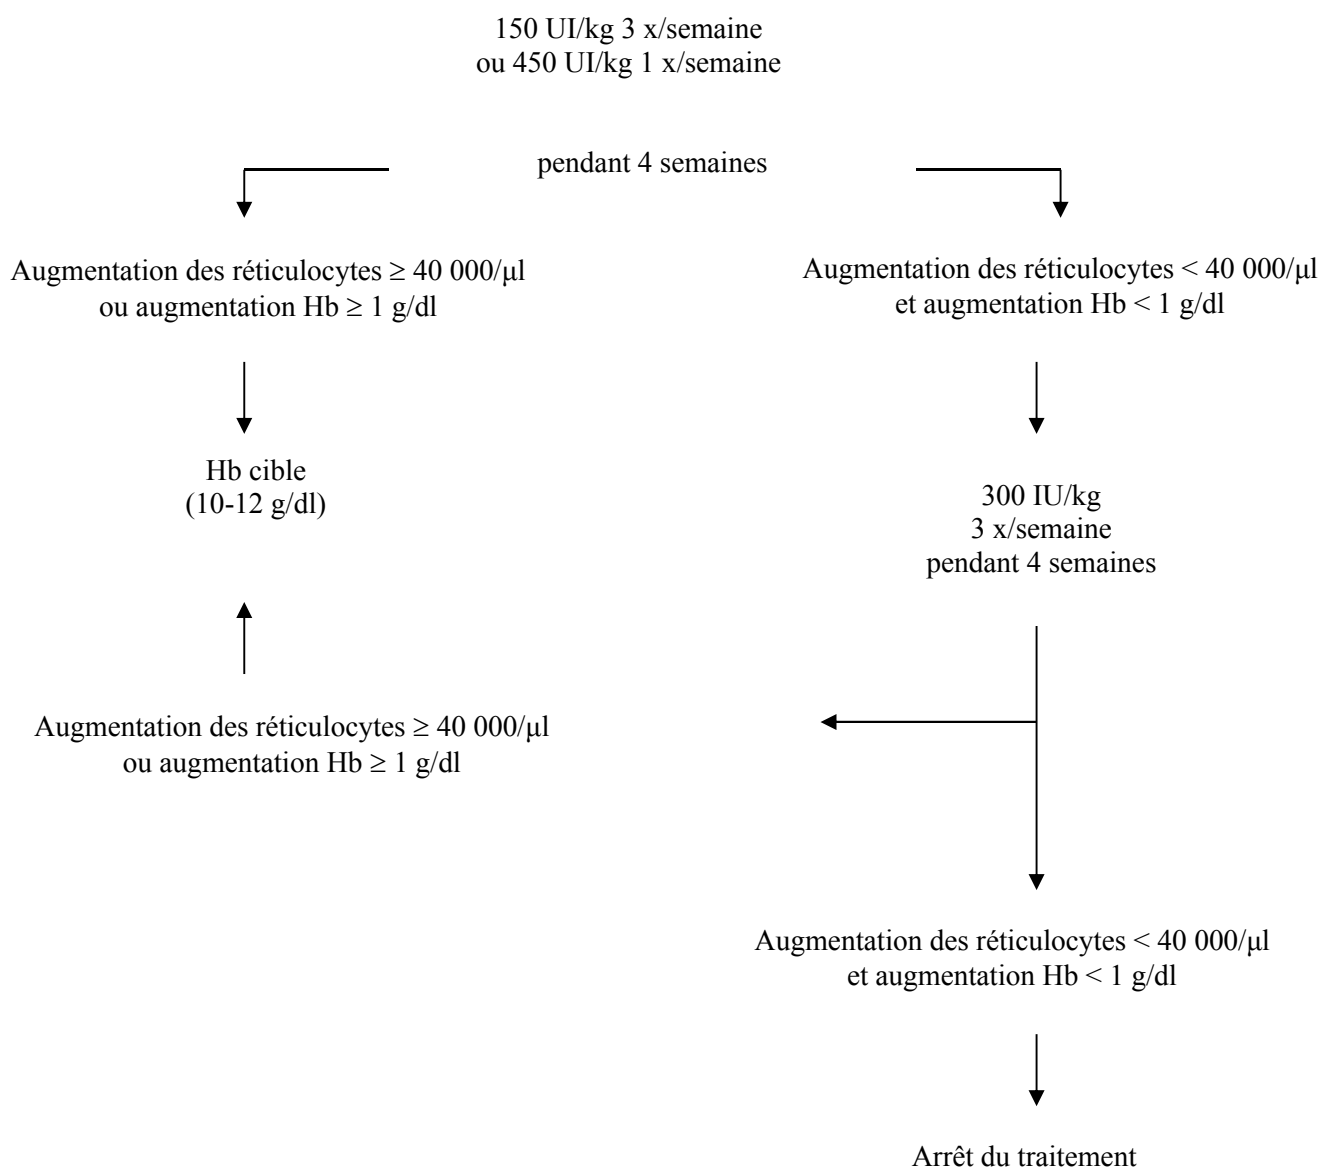 150 UI/kg 3 x/semaine
ou 450 UI/kg 1 x/semaine
pendant 4 semaines
Augmentation des réticulocytes ≥ 40 000/μl
ou augmentation Hb ≥ 1 g/dl
Augmentation des réticulocytes < 40 000/μl
et augmentation Hb < 1 g/dl
Hb cible
(10-12 g/dl)
300 IU/kg
3 x/semaine
pendant 4 semaines
Augmentation des réticulocytes ≥ 40 000/μl
ou augmentation Hb ≥ 1 g/dl
Augmentation des réticulocytes < 40 000/μl
et augmentation Hb < 1 g/dl
Arrêt du traitement